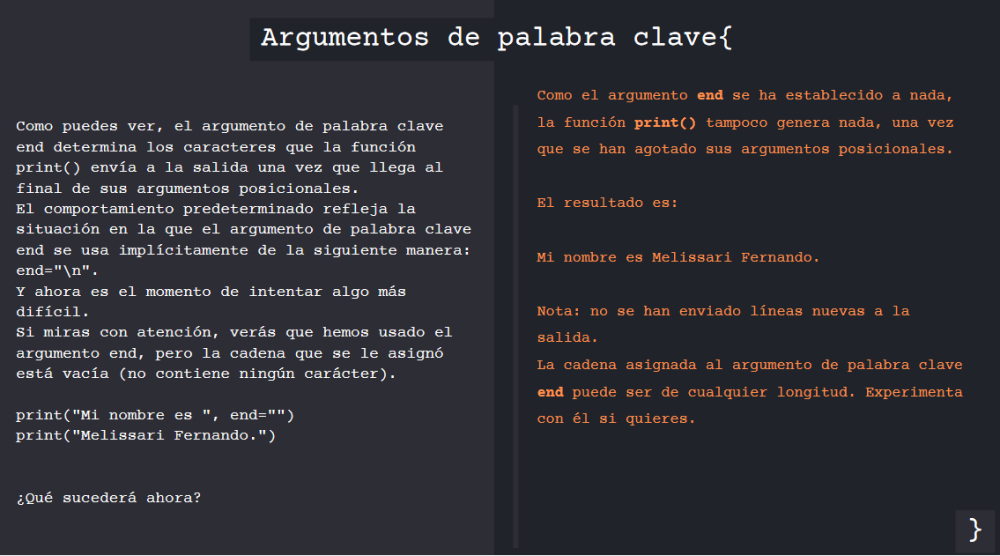 Argumentos de palabra clave{
Como puedes ver, el argumento de palabra clave
end determina los caracteres que la función
print() envía a la salida una vez que llega al
final de sus argumentos posicionales.
El comportamiento predeterminado refleja la
situación en la que el argumento de palabra clave
end se usa implícitamente de la siguiente manera:
end="\n".
Y ahora es el momento de intentar algo más
difícil.
Si miras con atención, verás que hemos usado el
argumento end, pero la cadena que se le asignó
está vacía (no contiene ningún carácter).
print("Mi nombre es ", end="")
print("Melissari Fernando.")
¿Qué sucederá ahora?
Como el argumento end se ha establecido a nada,
la función print() tampoco genera nada, una vez
que se han agotado sus argumentos posicionales.
El resultado es:
Mi nombre es Melissari Fernando.
Nota: no se han enviado líneas nuevas a la
salida.
La cadena asignada al argumento de palabra clave
end puede ser de cualquier longitud. Experimenta
con él si quieres.
}